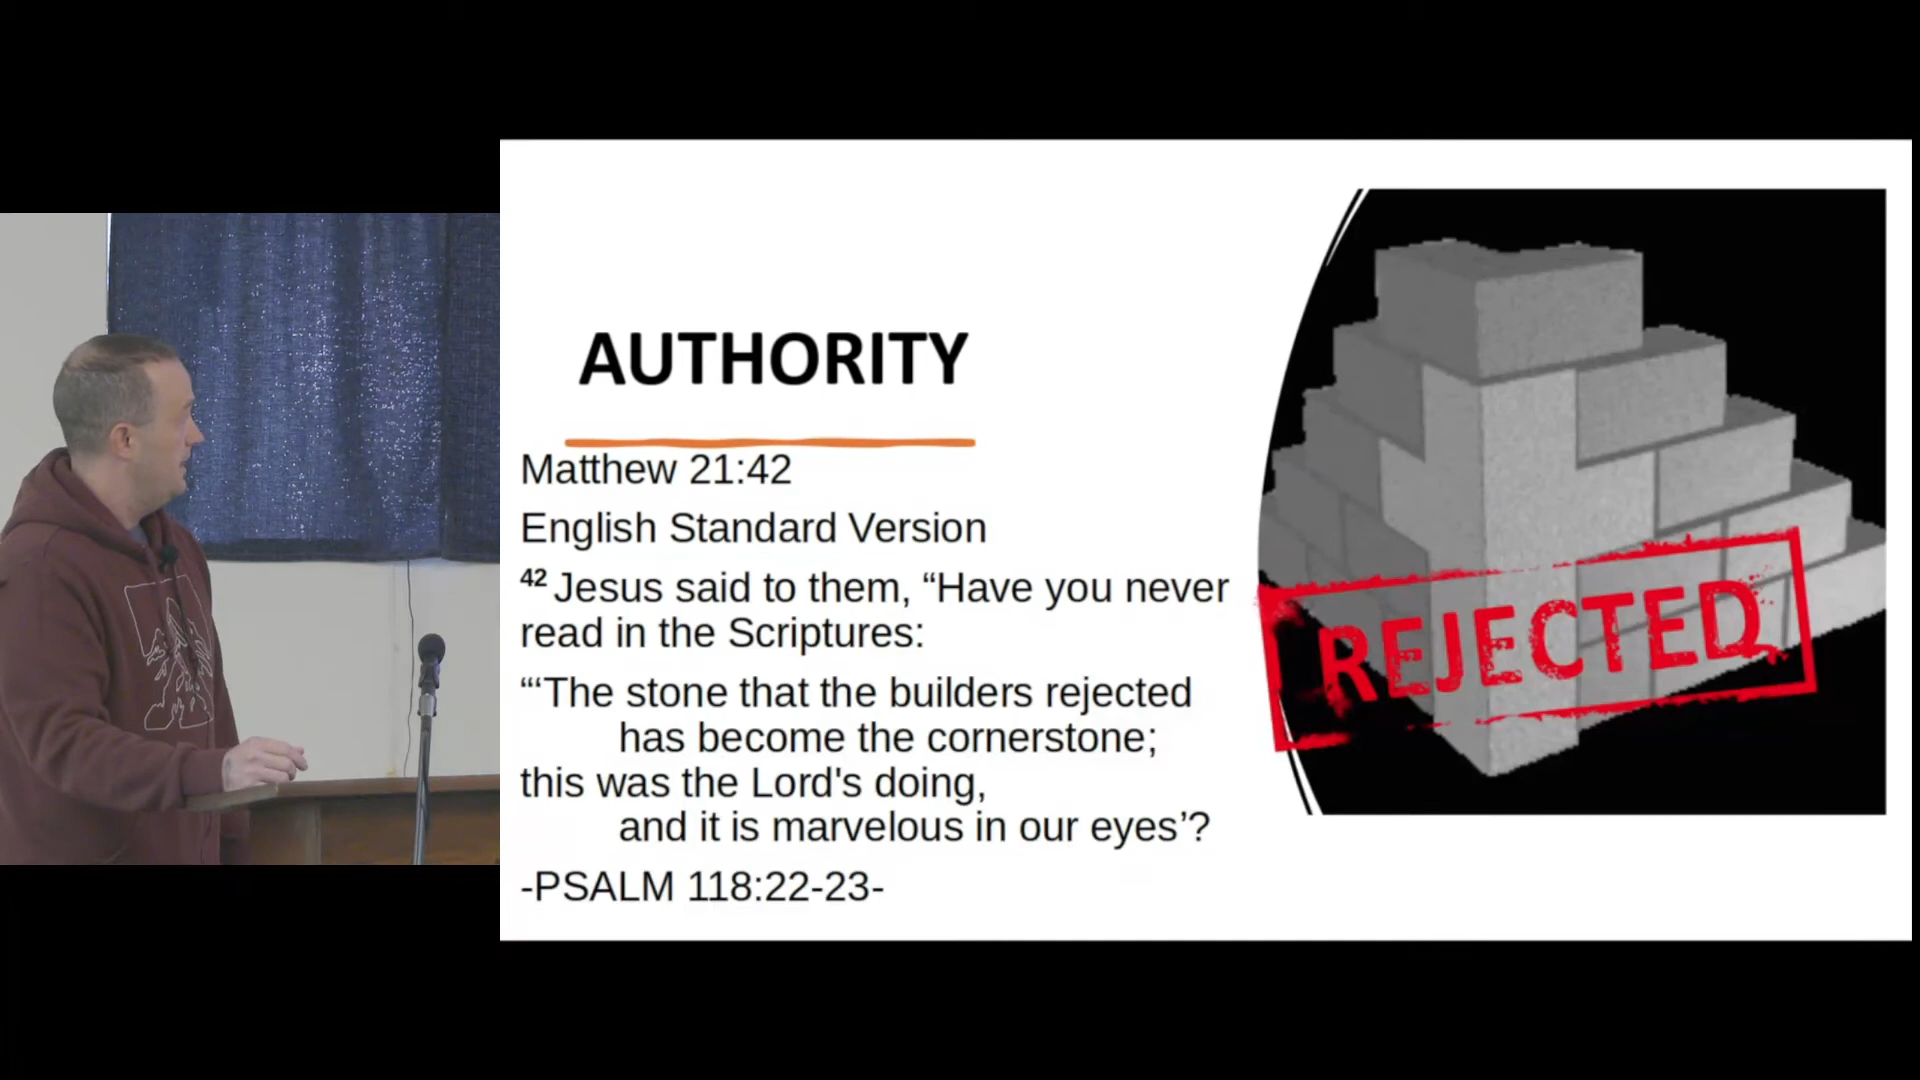 AUTHORITY
Matthew 21:42
English Standard Version
42 Jesus said to them, “Have you never
read in the Scriptures:
“‘The stone that the builders rejected
has become the cornerstone;
this was the Lord's doing,
and it is marvelous in our eyes’?
-PSALM 118:22-23-
REJECTED